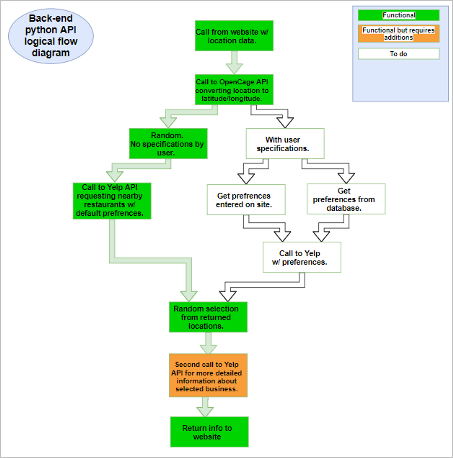 Back-end
python API
logical flow
diagram
Functional
Functional but requires
additions
To do
Call from website w/
location data.
Call to OpenCage API
converting location to
latitude/longitude.
Random.
No specifications by
user.
With user
specifications.
Call to Yelp API
requesting nearby
restaurants w/
default prefrences.
Get prefrences
entered on site.
Get
preferences from
database.
Call to Yelp
w/ preferences.
Random selection
from returned
locations.
Second call to Yelp
API for more detailed
information about
selected business.
Return info to
website